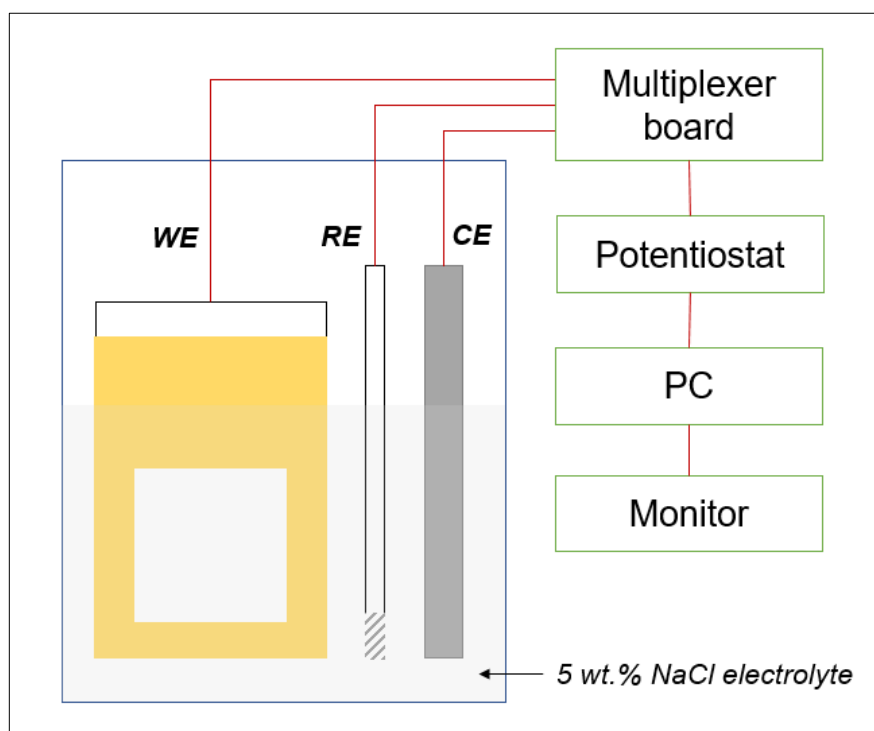 Multiplexer
board
WE
RE
CE
Potentiostat
PC
Monitor
5 wt.% NaCl electrolyte